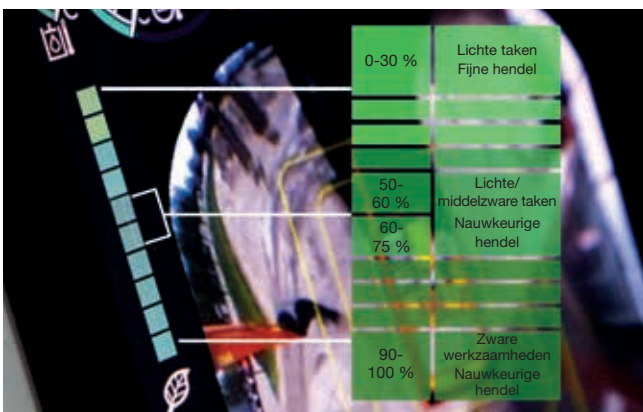 0-30 %
Lichte taken
Fijne hendel
50-
60 %
Lichte/
middelzware taken
60-
75 %
Nauwkeurige
hendel
90-
100 %
Zware
werkzaamheden
Nauwkeurige
hendel